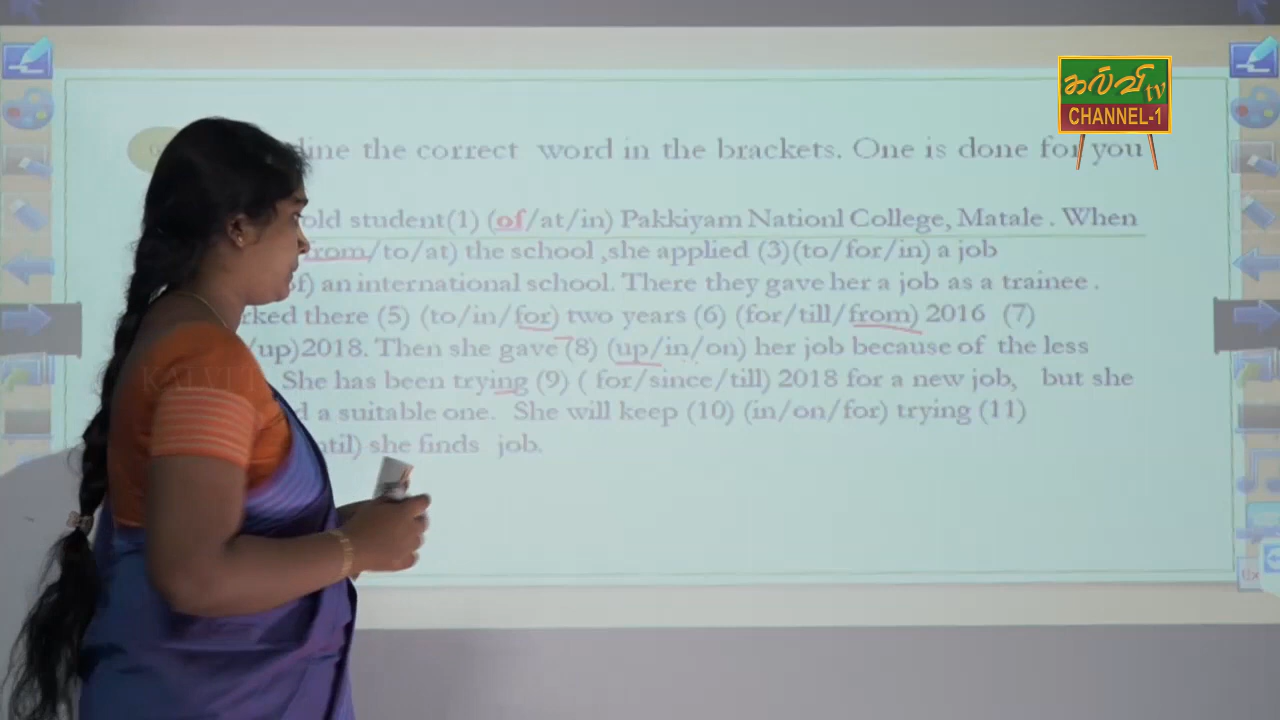 கல்வி tv
CHANNEL-1
the correct word in the brackets. One is done for you
old student(1) (of/at/in) Pakkiyam Nationl College, Matale . When
/to/at) the school ,she applied (3)(to/for/in) a job
an international school. There they gave her a job as a trainee .
there (5) (to/in/for) two years (6) (for/till/from) 2016 (7)
/up)2018. Then she gave (8) (up/in/on) her job because of the less
She has been trying (9) ( for/since/till) 2018 for a new job, but she
a suitable one. She will keep (10) (in/on/for) trying (11)
she finds job.